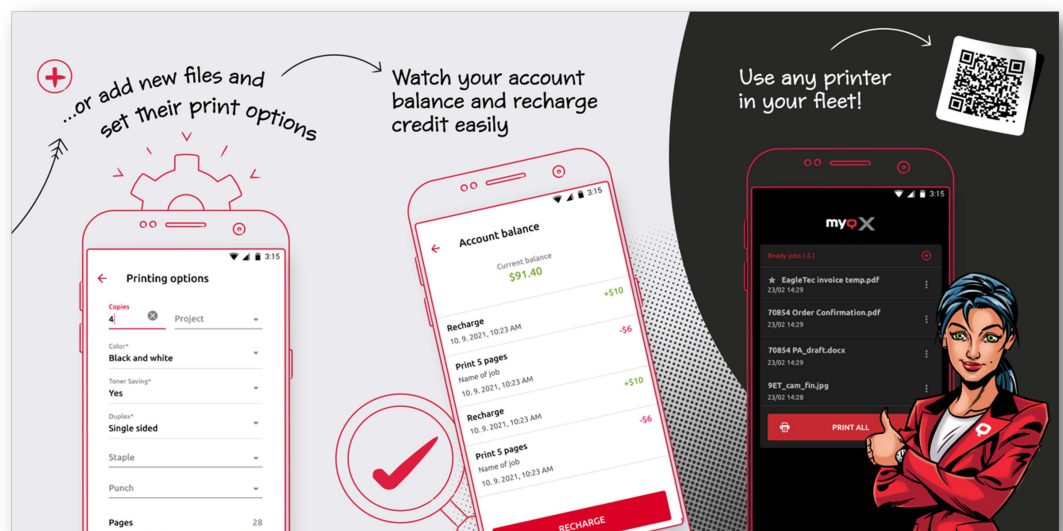 ...or add new files and
set their print options
3:15
Printing options
Copies
4
Project
Color*
Black and white
Toner Saving*
Yes
Duplex*
Single sided
Staple
Punch
Pages
28
Watch your account
balance and recharge
credit easily
3:15
Account balance
Current balance
$91.40
+$10
Recharge
10. 9. 2021, 10:23 AM
-$6
Print 5 pages
Name of job
10. 9. 2021, 10:23 AM
+$10
Recharge
10. 9. 2021, 10:23 AM
-$6
Print 5 pages
Name of job
10. 9. 2021, 10:23 AM
RECHARGE
Use any printer
in your fleet!
3:15
myQ X
Ready jobs ( 4 )
EagleTec invoice temp.pdf
23/02 14:29
70854 Order Confirmation.pdf
23/02 14:29
70854 PA_draft.docx
23/02 14:29
9ET_cam_fin.jpg
23/02 14:28
PRINT ALL